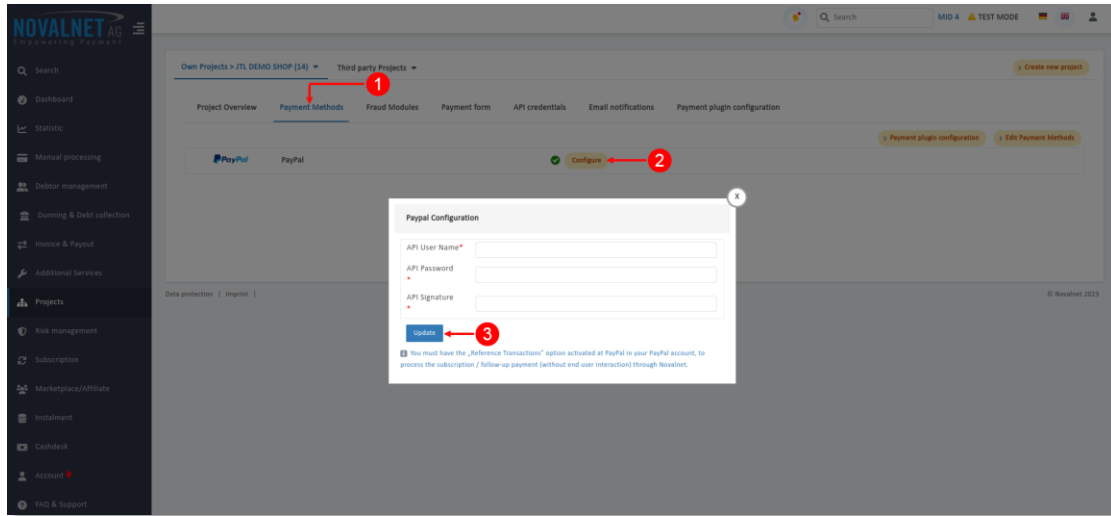 NOVALNET AG
Empowering Payment
Search
MID 4
TEST MODE
Search
Dashboard
Statistic
Manual processing
Debtor management
Dunning & Debt collection
Invoice & Payout
Additional Services
Projects
Risk management
Subscription
Marketplace/Affiliate
Instalment
Cashdesk
Account
FAQ & Support
Own Projects > JTL DEMO SHOP (14)
Third party Projects
> Create new project
1
Project Overview
Payment Methods
Fraud Modules
Payment form
API credentials
Email notifications
Payment plugin configuration
> Payment plugin configuration
> Edit Payment Methods
PayPal
PayPal
Configure
2
X
Paypal Configuration
API User Name*
API Password
*
API Signature
*
Update
3
i You must have the „Reference Transactions" option activated at PayPal in your PayPal account, to
process the subscription / follow-up payment (without end user interaction) through Novalnet.
Data protection | Imprint |
© Novalnet 2023